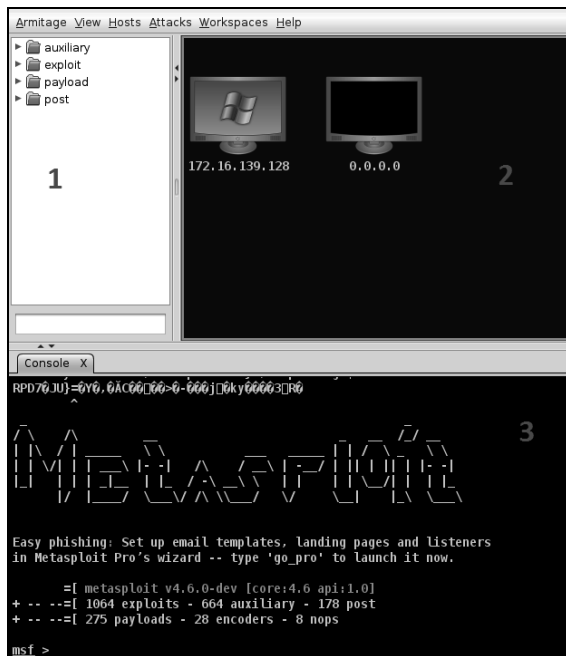 Armitage View Hosts Attacks Workspaces Help
auxiliary
exploit
payload
post
1
172.16.139.128
0.0.0.0
2
Console X
3
METASPLOIT
Easy phishing: Set up email templates, landing pages and listeners
in Metasploit Pro's wizard -- type 'go_pro' to launch it now.
=[ metasploit v4.6.0-dev [core:4.6 api:1.0]
+ -- --=[ 1064 exploits - 664 auxiliary - 178 post
+ -- --=[ 275 payloads - 28 encoders - 8 nops
msf >